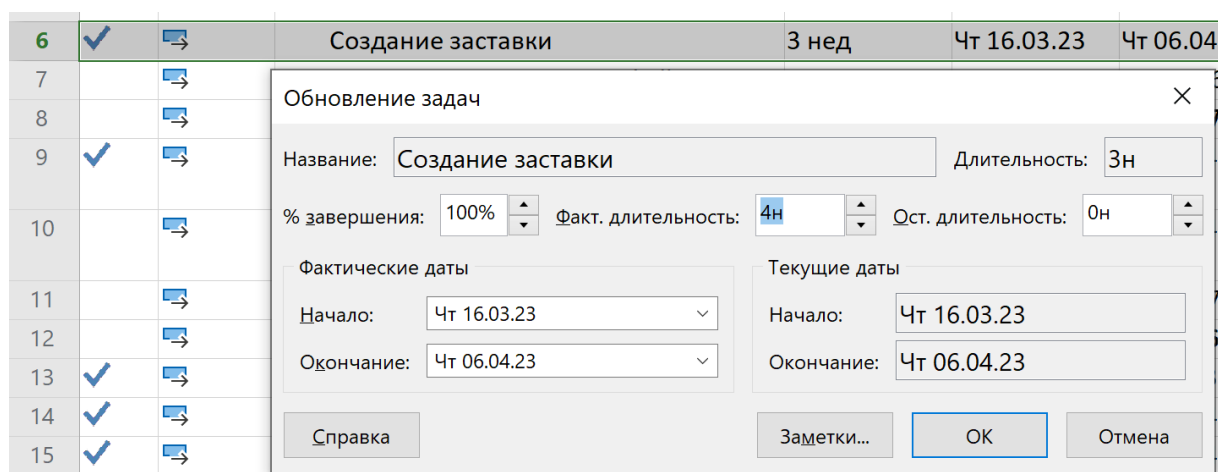 6 Создание заставки 3 нед Чт 16.03.23 Чт 06.04
7
Обновление задач
8
9
Название: Создание заставки Длительность: 3н
% завершения: 100% Факт. длительность: 4н Ост. длительность: 0н
10
Фактические даты Текущие даты
11
Начало: Чт 16.03.23 Начало: Чт 16.03.23
12
Окончание: Чт 06.04.23 Окончание: Чт 06.04.23
13
14
Справка Заметки... ОК Отмена
15